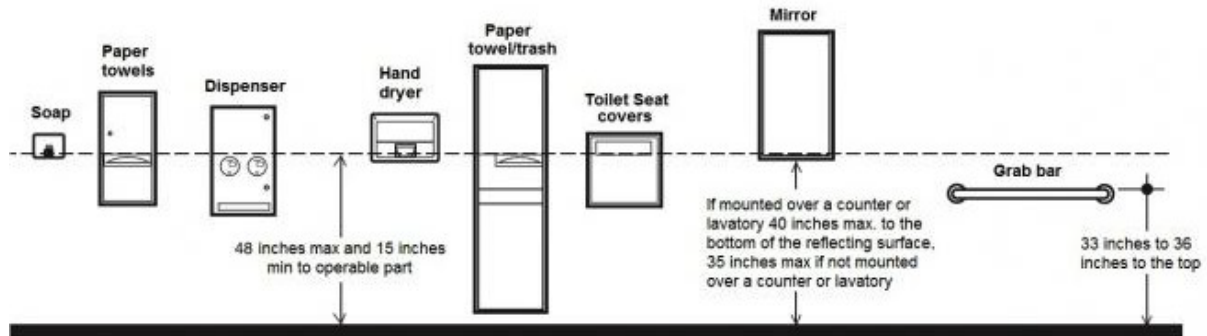 Soap
Paper
towels
Dispenser
Hand
dryer
Paper
towel/trash
Toilet Seat
covers
Mirror
Grab bar
48 inches max and 15 inches
min to operable part
If mounted over a counter or
lavatory 40 inches max. to the
bottom of the reflecting surface,
35 inches max if not mounted
over a counter or lavatory
33 inches to 36
inches to the top